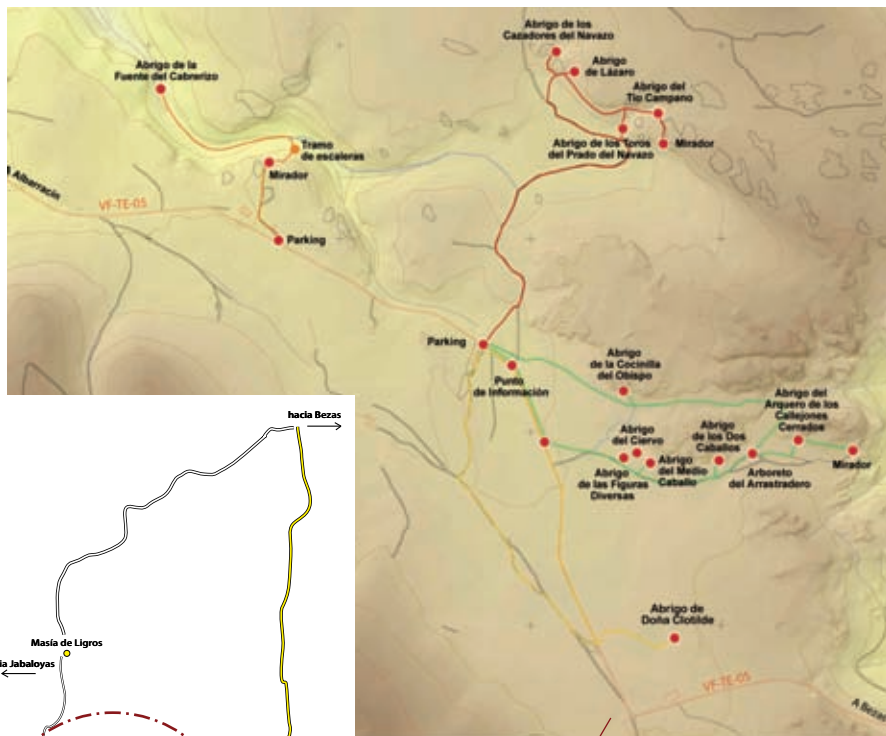 Abrigo de los
Cazadores del Navazo
Abrigo de la
Fuente del Cabrerizo
Abrigo
de Lázaro
Abrigo del
Tio Campano
Tramo
de escaleras
Abrigo de los Toros
del Prado del Navazo
Mirador
Mirador
Albarracín
VF-TE-05
Parking
Parking
Punto
de Información
Abrigo
de la Cocinilla
del Obispo
Abrigo del
Arquero de los
Callejones
Cerrados
Abrigo
del Ciervo
Abrigo
de los Dos
Caballos
Abrigo
de las Figuras
Diversas
Abrigo
del Medio
Caballo
Arboreto
del Arrastradero
Mirador
hacia Bezas
Masía de Ligros
ia Jabaloyas
Abrigo de
Doña Clotilde
VF-TE-05
A Bezas